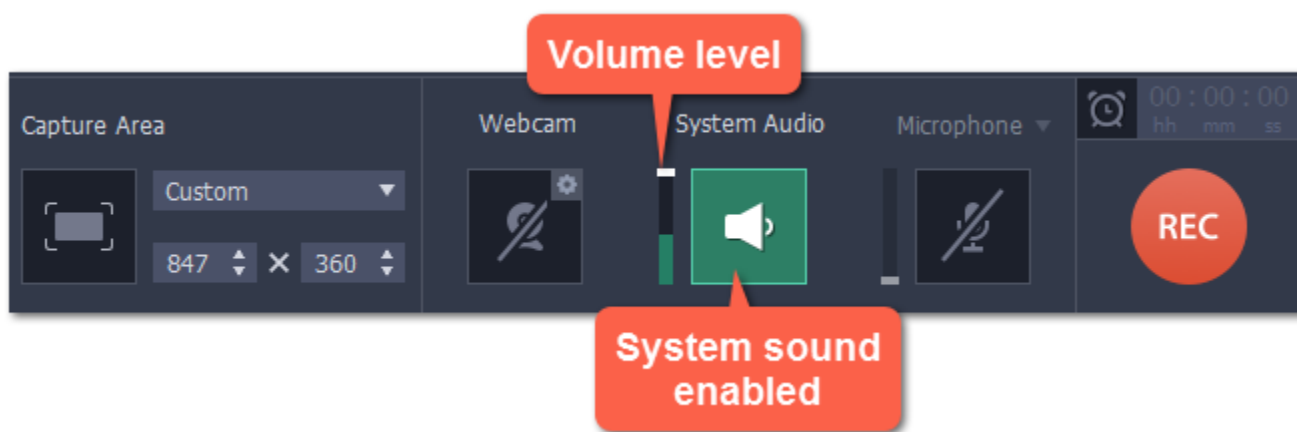 Volume level
Capture Area
Webcam
System Audio
Microphone
00 : 00 : 00
hh mm ss
Custom
847 × 360
REC
System sound
enabled